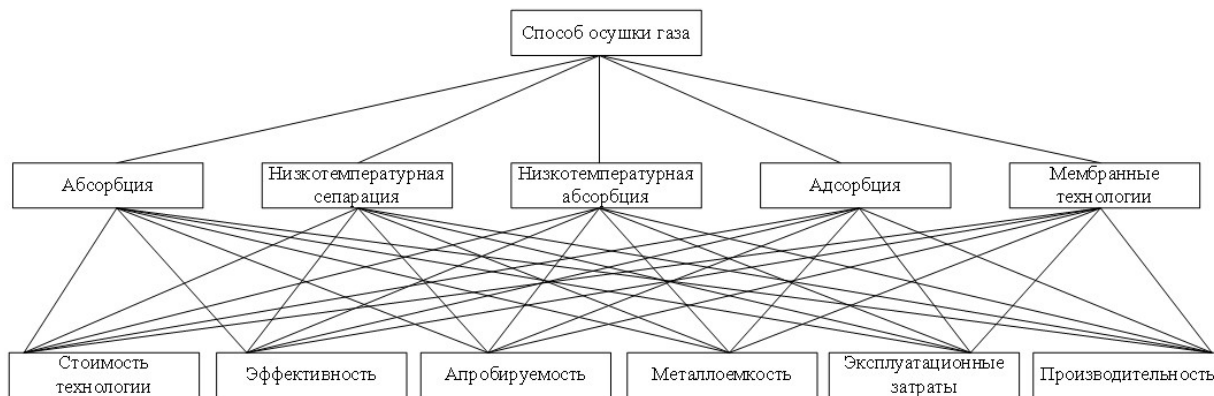 Способ осушки газа
Абсорбция
Низкотемпературная
сепарация
Низкотемпературная
абсорбция
Адсорбция
Мембранные
технологии
Стоимость
технологии
Эффективность
Апробируемость
Металлоемкость
Эксплуатационные
затраты
Производительность